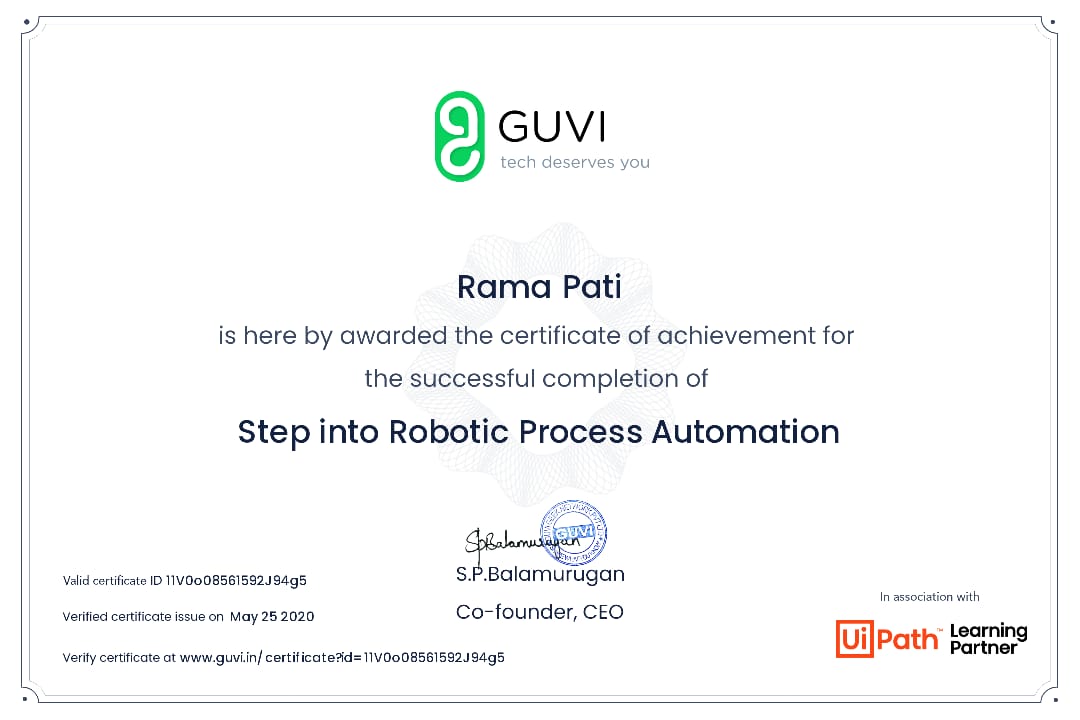 GUVI
tech deserves you
Rama Pati
is here by awarded the certificate of achievement for
the successful completion of
Step into Robotic Process Automation
SPBalamurugan
GUVI
S.P.Balamurugan
Co-founder, CEO
Valid certificate ID 11V0o08561592J94g5
Verified certificate issue on May 25 2020
Verify certificate at www.guvi.in/certificate?id=11V0o08561592J94g5
In association with
UiPath™ Learning
Partner